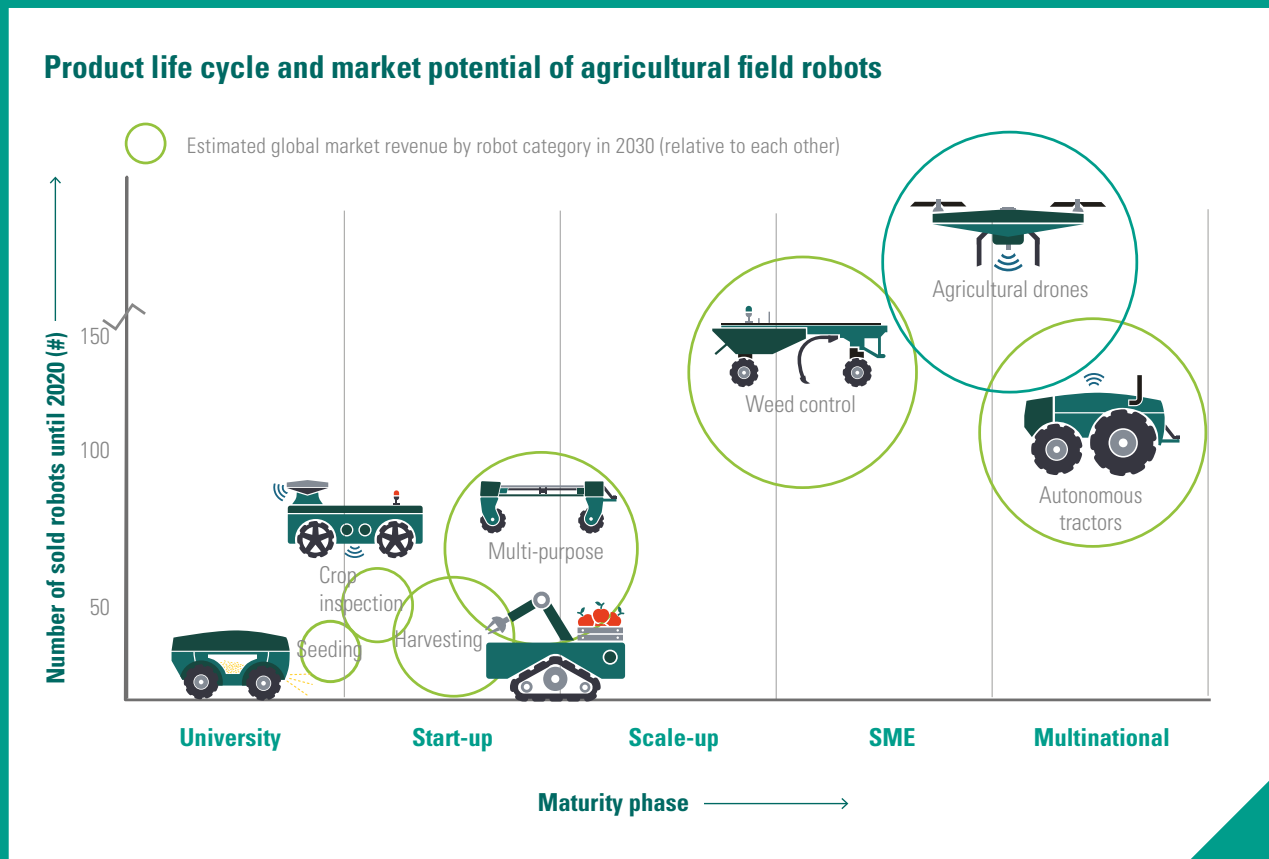 Product life cycle and market potential of agricultural field robots
Estimated global market revenue by robot category in 2030 (relative to each other)
Number of sold robots until 2020 (#)
150
100
50
Agricultural drones
Weed control
Autonomous
tractors
Multi-purpose
Crop
inspection
Harvesting
Seeding
University
Start-up
Scale-up
SME
Multinational
Maturity phase